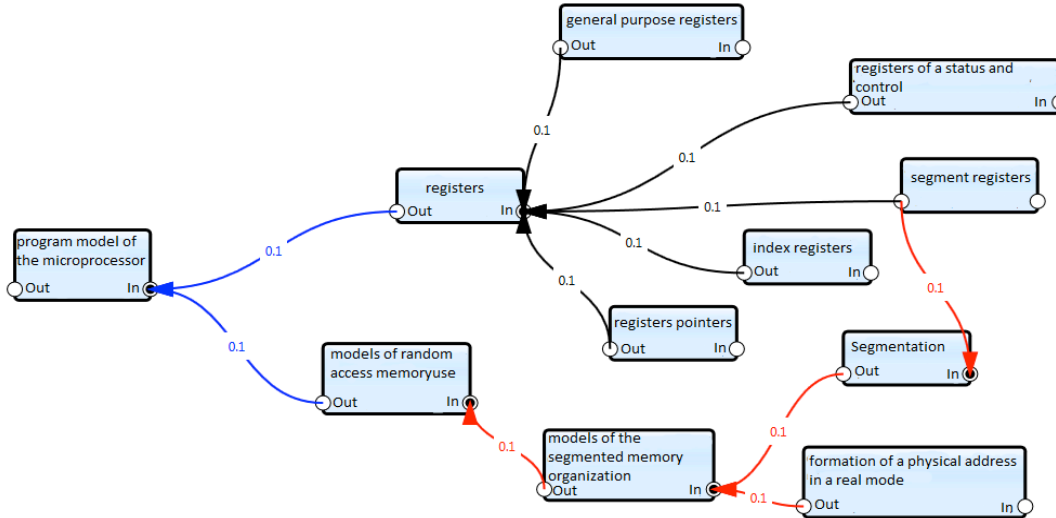 general purpose registers
Out In
registers of a status and
control
Out In
0.1
0.1
registers
Out In
segment registers
0.1
program model of
the microprocessor
Out In
0.1
0.1
index registers
Out In
0.1
0.1
registers pointers
Out In
0.1
models of random
access memoryuse
Out In
Segmentation
Out In
0.1
0.1
models of the
segmented memory
organization
Out In
0.1
formation of a physical address
in a real mode
Out In